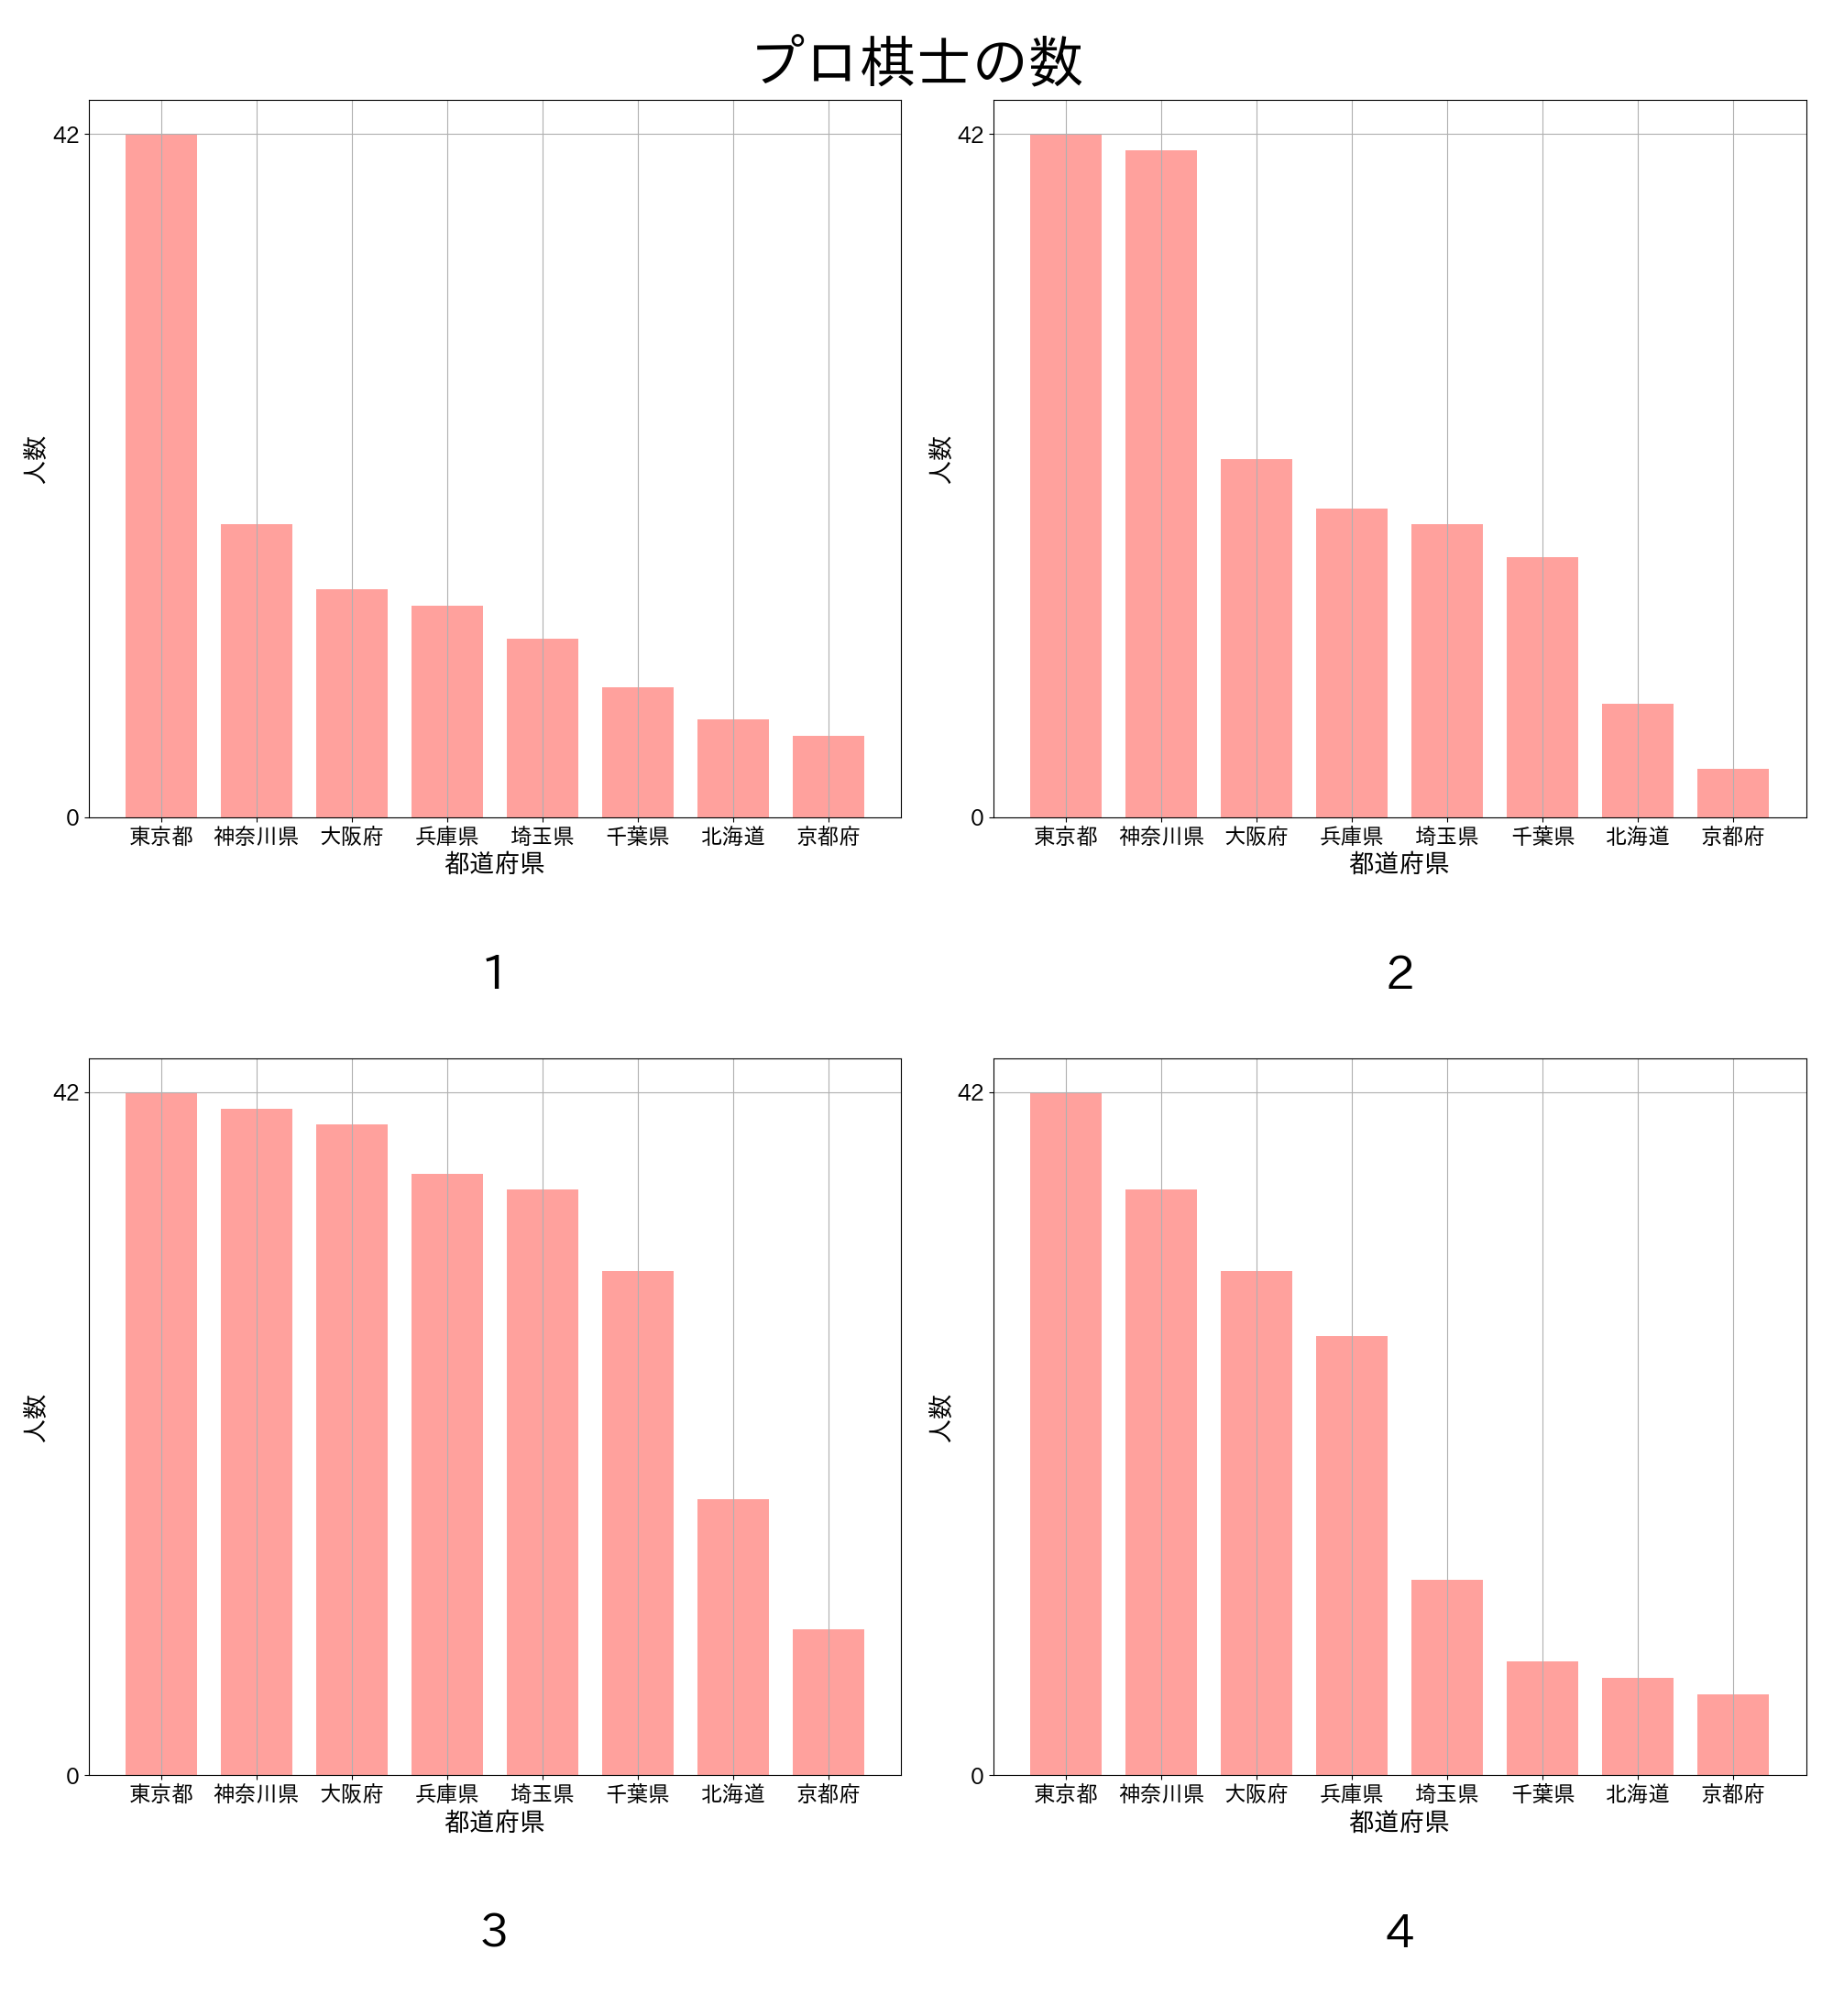 プロ棋士の数
42
0
人数
東京都 神奈川県 大阪府 兵庫県 埼玉県 千葉県 北海道 京都府
都道府県
1
42
0
人数
東京都 神奈川県 大阪府 兵庫県 埼玉県 千葉県 北海道 京都府
都道府県
2
42
0
人数
東京都 神奈川県 大阪府 兵庫県 埼玉県 千葉県 北海道 京都府
都道府県
3
42
0
人数
東京都 神奈川県 大阪府 兵庫県 埼玉県 千葉県 北海道 京都府
都道府県
4